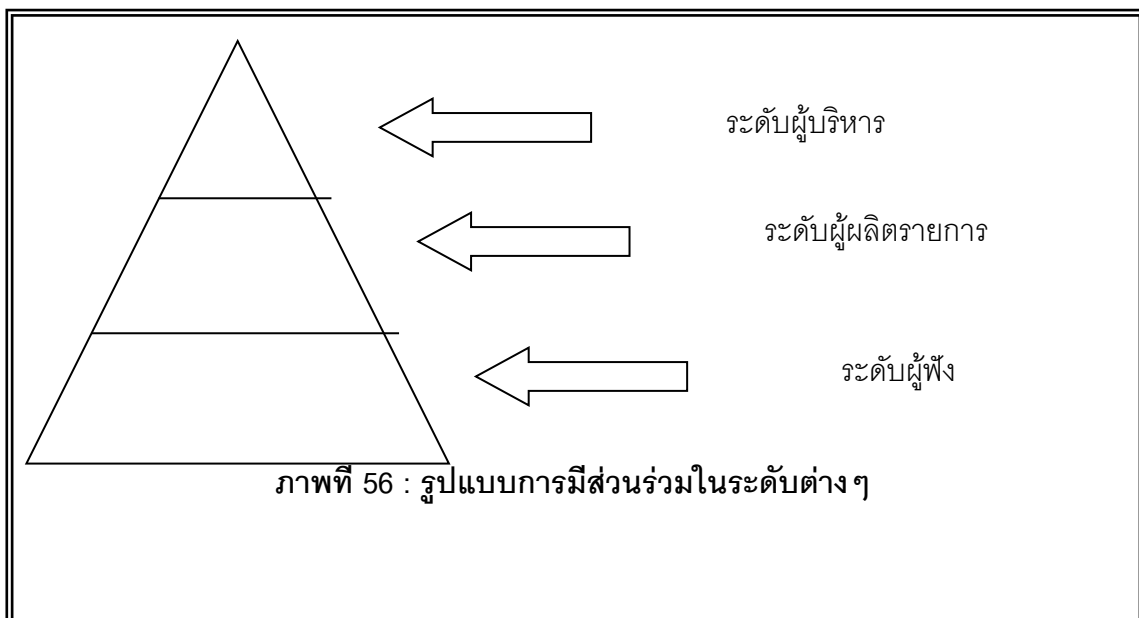 ระดับผู้บริหาร
ระดับผู้ผลิตรายการ
ระดับผู้ฟัง
ภาพที่ 56 : รูปแบบการมีส่วนร่วมในระดับต่างๆ